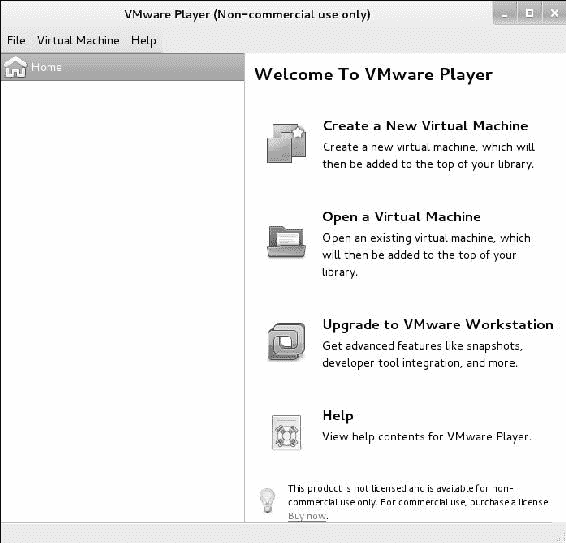 VMware Player (Non-commercial use only)
File Virtual Machine Help
Home
Welcome To VMware Player
Create a New Virtual Machine
Create a new virtual machine, which will
then be added to the top of your library.
Open a Virtual Machine
Open an existing virtual machine, which
will then be added to the top of your
library.
Upgrade to VMware Workstation
Get advanced features like snapshots,
developer tool integration, and more.
Help
View help contents for VMware Player.
This product is not licensed and is available for non-
commercial use only. For commercial use, purchase a license.
Buy now.